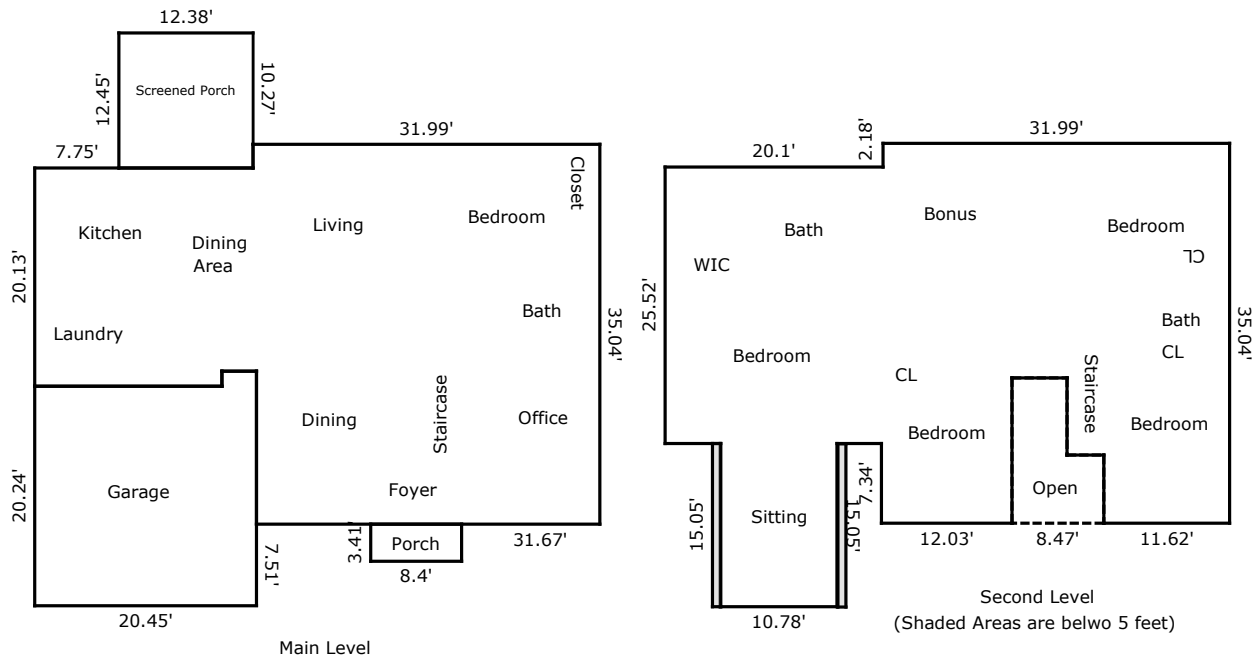 12.38'
12.45'
Screened Porch
10.27'
7.75'
31.99'
Closet
Kitchen
Dining
Area
Living
Bedroom
20.13'
Laundry
Bath
35.04'
Dining
Staircase
Office
Garage
Foyer
20.24'
7.51'
3.41'
Porch
8.4'
31.67'
20.45'
Main Level
20.1'
2.18'
31.99'
Bath
Bonus
Bedroom
WIC
CL
25.52'
Bath
CL
35.04'
Bedroom
CL
Staircase
Bedroom
Bedroom
15.05'
Sitting
15.05'
7.34'
Open
12.03'
8.47'
11.62'
10.78'
Second Level
(Shaded Areas are belwo 5 feet)